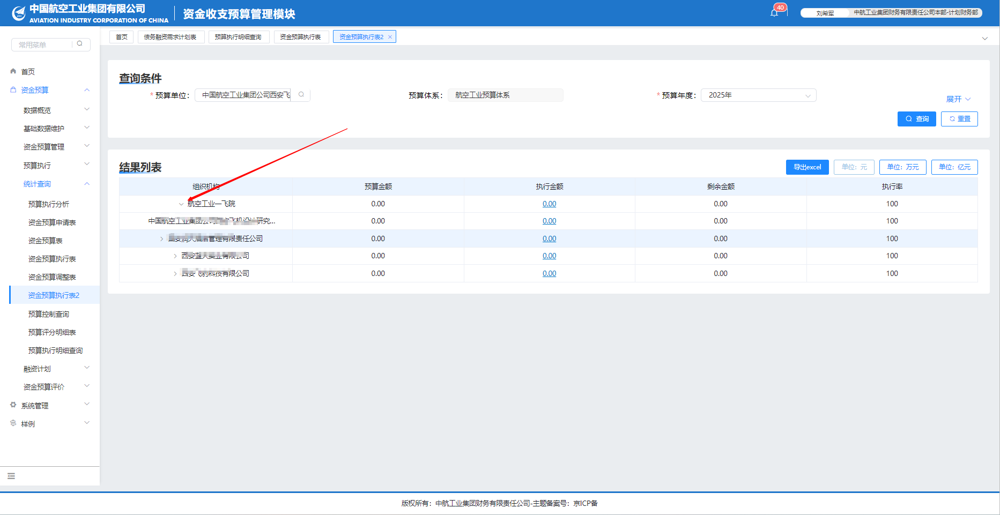 中国航空工业集团有限公司
AVIATION INDUSTRY CORPORATION OF CHINA
资金收支预算管理模块
40
刘希军
中航工业集团财务有限责任公司本部-计划财务部
常用菜单
首页
债务融资需求计划表
预算执行明细查询
资金预算执行表
资金预算执行表2
首页
资金预算
数据概览
基础数据维护
资金预算管理
预算执行
统计查询
预算执行分析
资金预算申请表
资金预算表
资金预算执行表
资金预算调整表
资金预算执行表2
预算控制查询
预算评分明细表
预算执行明细查询
融资计划
资金预算评价
系统管理
样例
查询条件
* 预算单位： 中国航空工业集团公司西安飞
预算体系： 航空工业预算体系
* 预算年度： 2025年
展开
查询 重置
结果列表
导出excel 单位：元 单位：万元 单位：亿元
组织机构 预算金额 执行金额 剩余金额 执行率
航空工业一飞院 0.00 0.00 0.00 100
中国航空工业集团公司 研究... 0.00 0.00 0.00 100
管理有限责任公司 0.00 0.00 0.00 100
西安蓝天 有限公司 0.00 0.00 0.00 100
科技有限公司 0.00 0.00 0.00 100
版权所有：中航工业集团财务有限责任公司-主题备案号：京ICP备